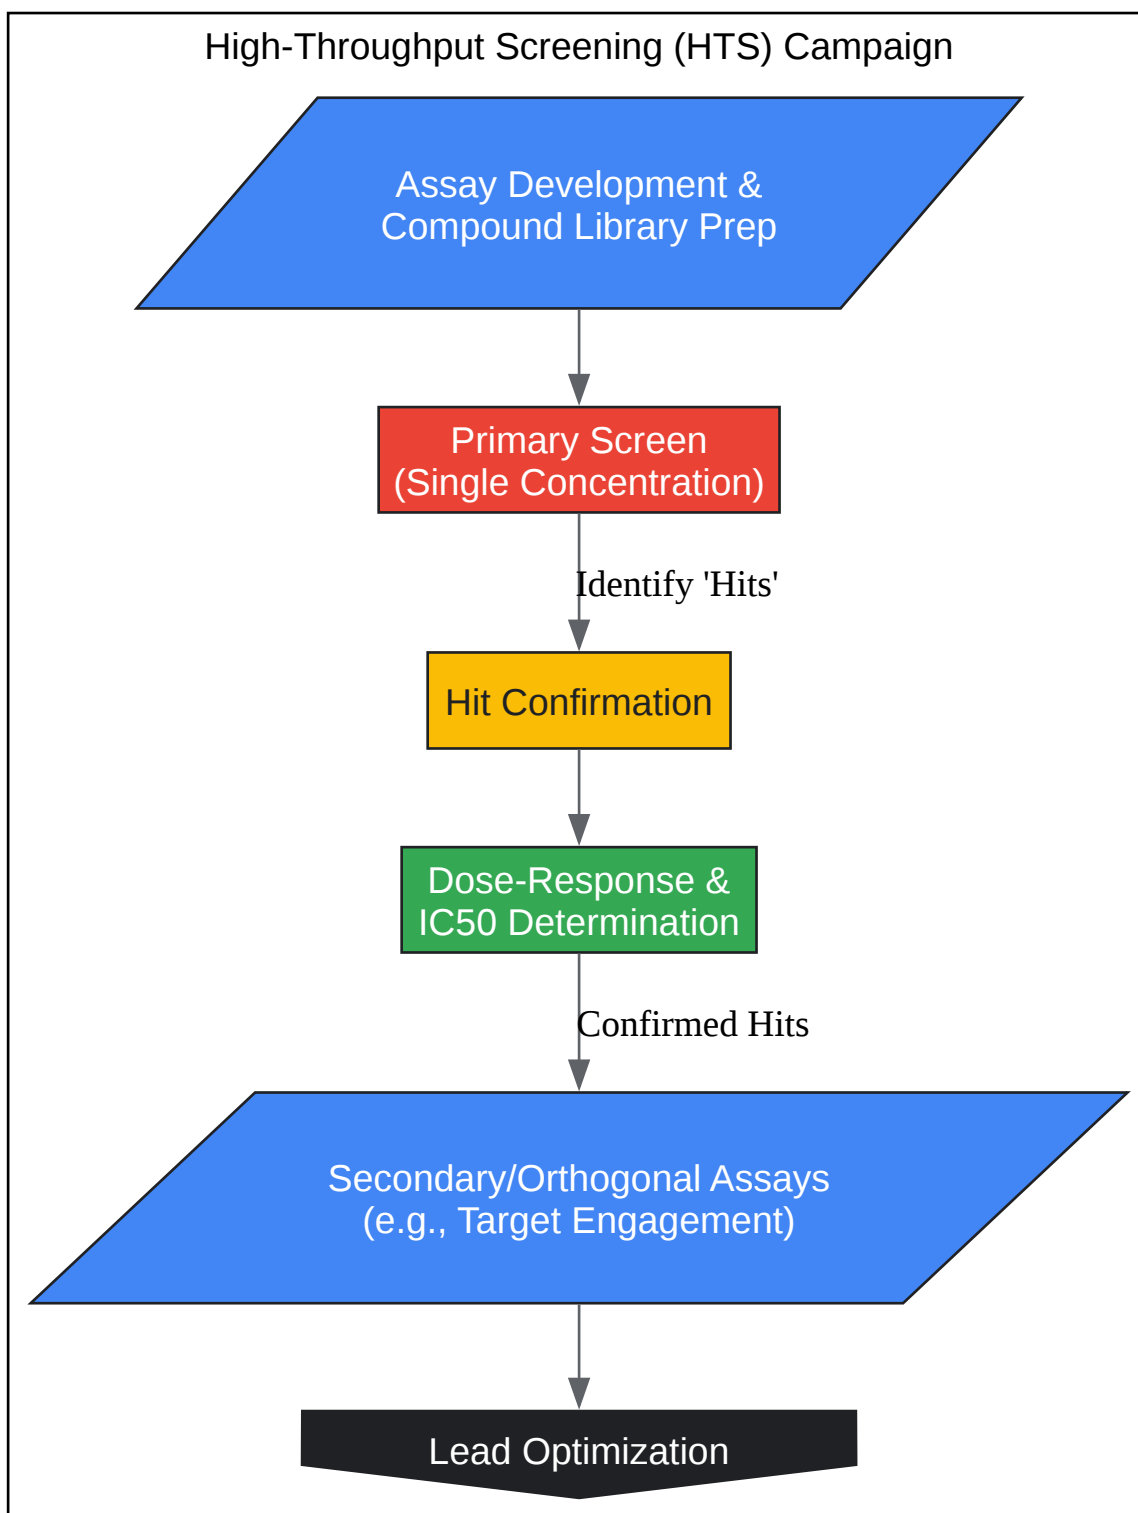 High-Throughput Screening (HTS) Campaign
Assay Development &
Compound Library Prep
Primary Screen
(Single Concentration)
Identify 'Hits'
Hit Confirmation
Dose-Response &
IC50 Determination
Confirmed Hits
Secondary/Orthogonal Assays
(e.g., Target Engagement)
Lead Optimization